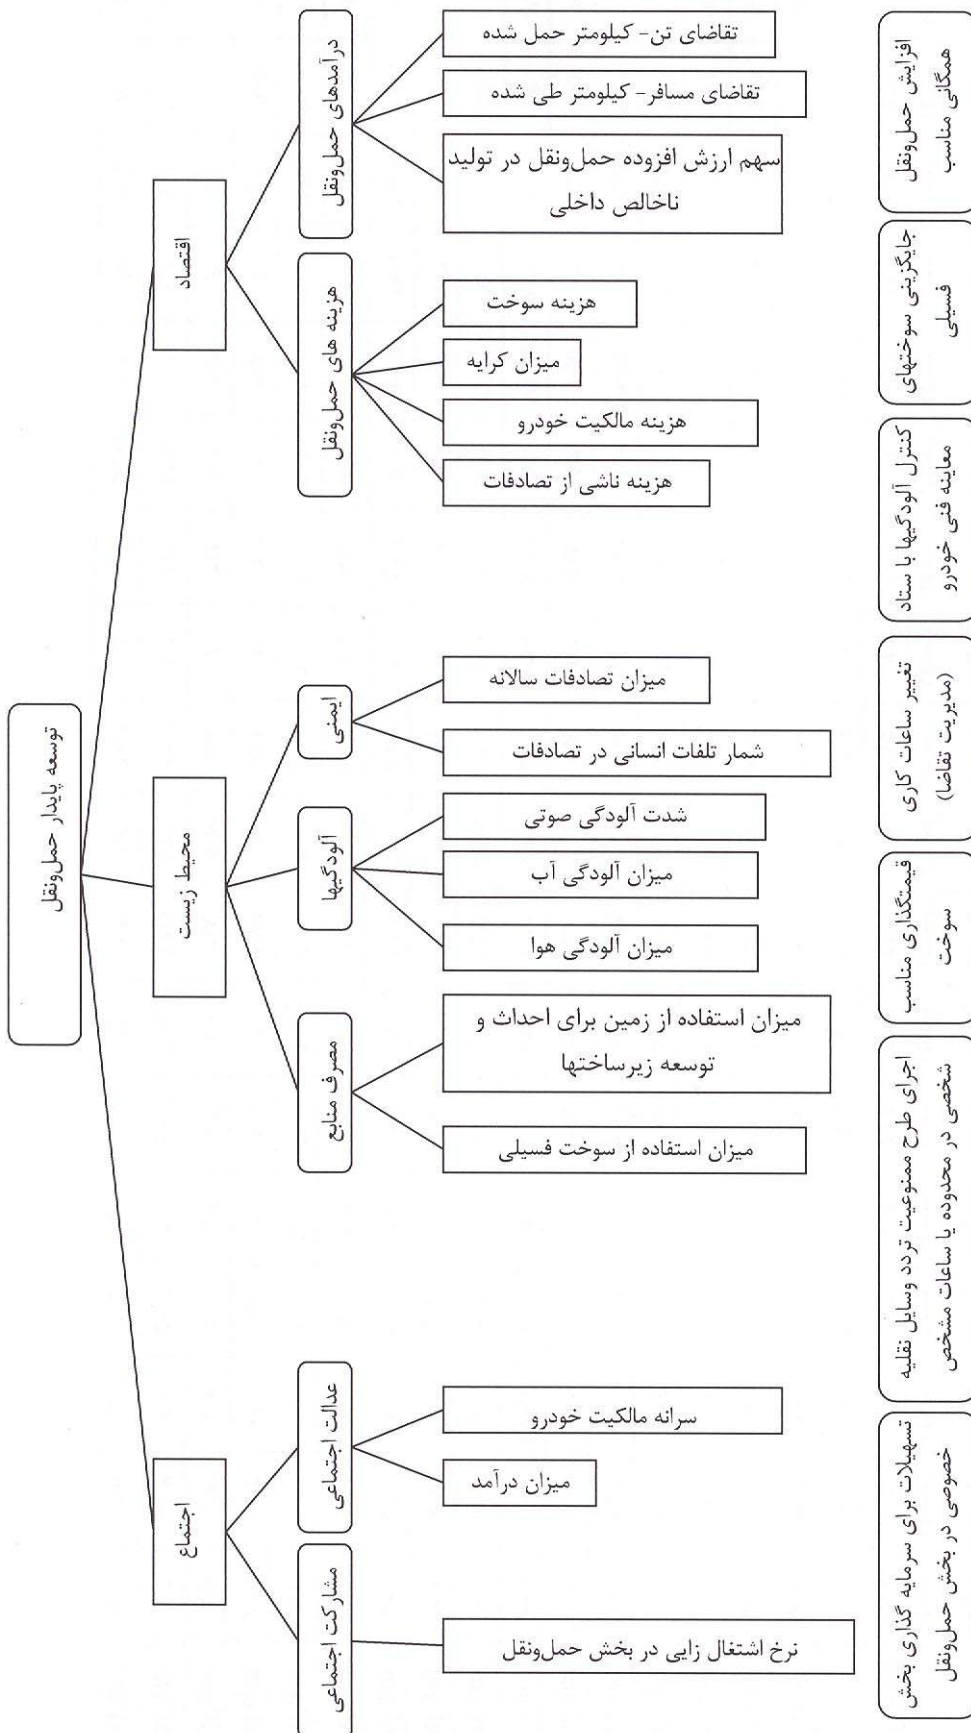 توسعه پایدار حمل‌ونقل
اقتصاد
محیط زیست
اجتماع
درآمدهای حمل‌ونقل
هزینه های حمل‌ونقل
ایمنی
آلودگیها
مصرف منابع
عدالت اجتماعی
مشارکت اجتماعی
تقاضای تن- کیلومتر حمل شده
تقاضای مسافر- کیلومتر طی شده
سهم ارزش افزوده حمل‌ونقل در تولید
ناخالص داخلی
هزینه سوخت
میزان کرایه
هزینه مالکیت خودرو
هزینه ناشی از تصادفات
میزان تصادفات سالانه
شمار تلفات انسانی در تصادفات
شدت آلودگی صوتی
میزان آلودگی آب
میزان آلودگی هوا
میزان استفاده از زمین برای احداث و
توسعه زیرساختها
میزان استفاده از سوخت فسیلی
سرانه مالکیت خودرو
میزان درآمد
نرخ اشتغال زایی در بخش حمل‌ونقل
افزایش حمل‌ونقل
همگانی مناسب
جایگزینی سوختهای
فسیلی
کنترل آلودگیها با ستاد
معاینه فنی خودرو
تغییر ساعات کاری
(مدیریت تقاضا)
قیمتگذاری مناسب
سوخت
اجرای طرح ممنوعیت تردد وسایل نقلیه
شخصی در محدوده یا ساعات مشخص
تسهیلات برای سرمایه گذاری بخش
خصوصی در بخش حمل‌ونقل